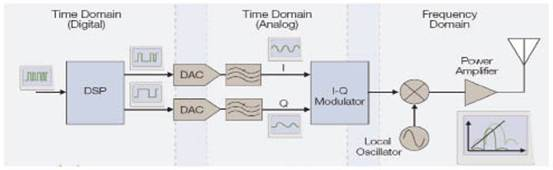 Time Domain
(Digital)
Time Domain
(Analog)
Frequency
Domain
DSP
DAC
I
DAC
Q
I-Q
Modulator
Power
Amplifier
Local
Oscillator